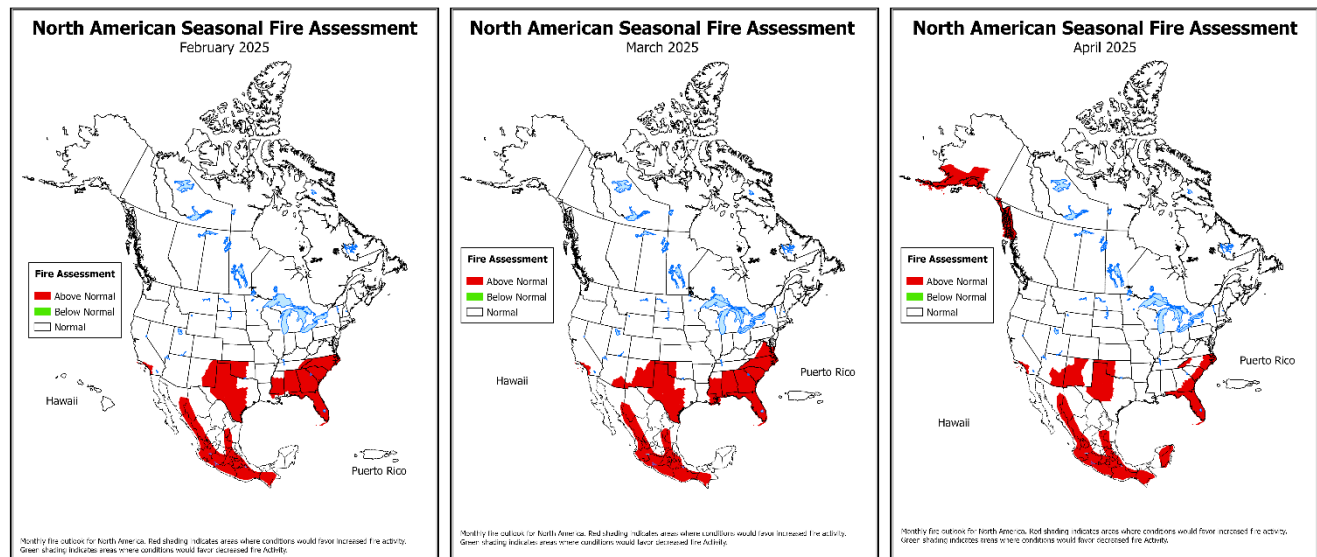 North American Seasonal Fire Assessment
February 2025
Fire Assessment
Above Normal
Below Normal
Normal
Hawaii
Puerto Rico
Monthly fire outlook for North America. Red shading indicates areas where conditions would favor increased fire activity.
Green shading indicates areas where conditions would favor decreased fire Activity.
North American Seasonal Fire Assessment
March 2025
Fire Assessment
Above Normal
Below Normal
Normal
Hawaii
Puerto Rico
Monthly fire outlook for North America. Red shading indicates areas where conditions would favor increased fire activity.
Green shading indicates areas where conditions would favor decreased fire Activity.
North American Seasonal Fire Assessment
April 2025
Fire Assessment
Above Normal
Below Normal
Normal
Puerto Rico
Hawaii
Monthly fire outlook for North America. Red shading indicates areas where conditions would favor increased fire activity.
Green shading indicates areas where conditions would favor decreased fire Activity.